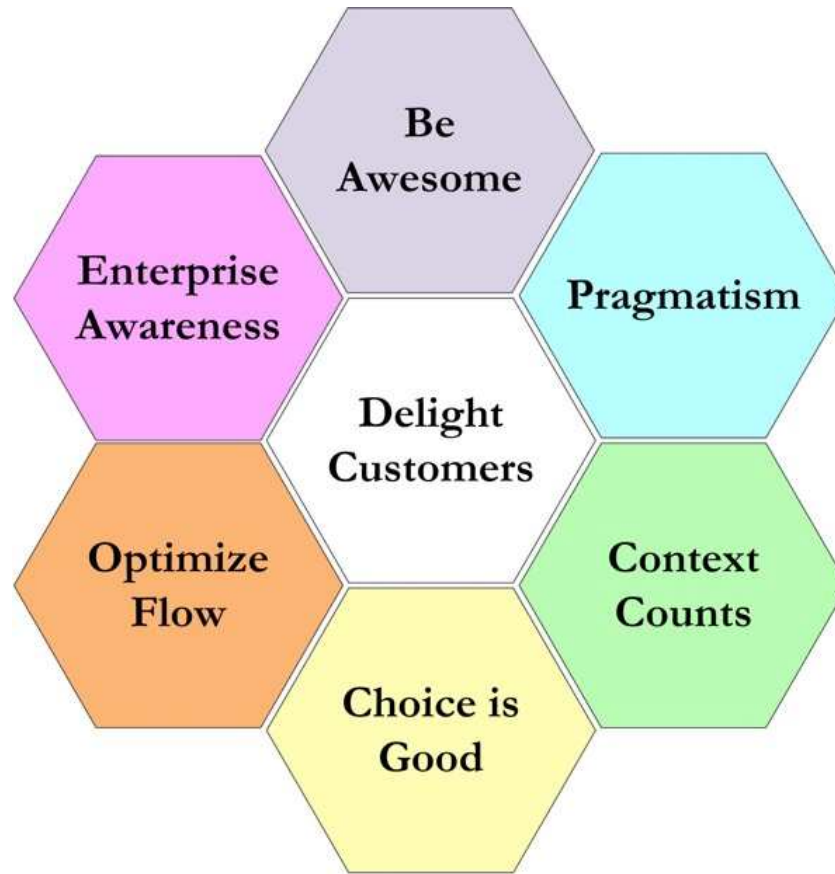 Be
Awesome
Enterprise
Awareness
Pragmatism
Delight
Customers
Optimize
Flow
Context
Counts
Choice is
Good